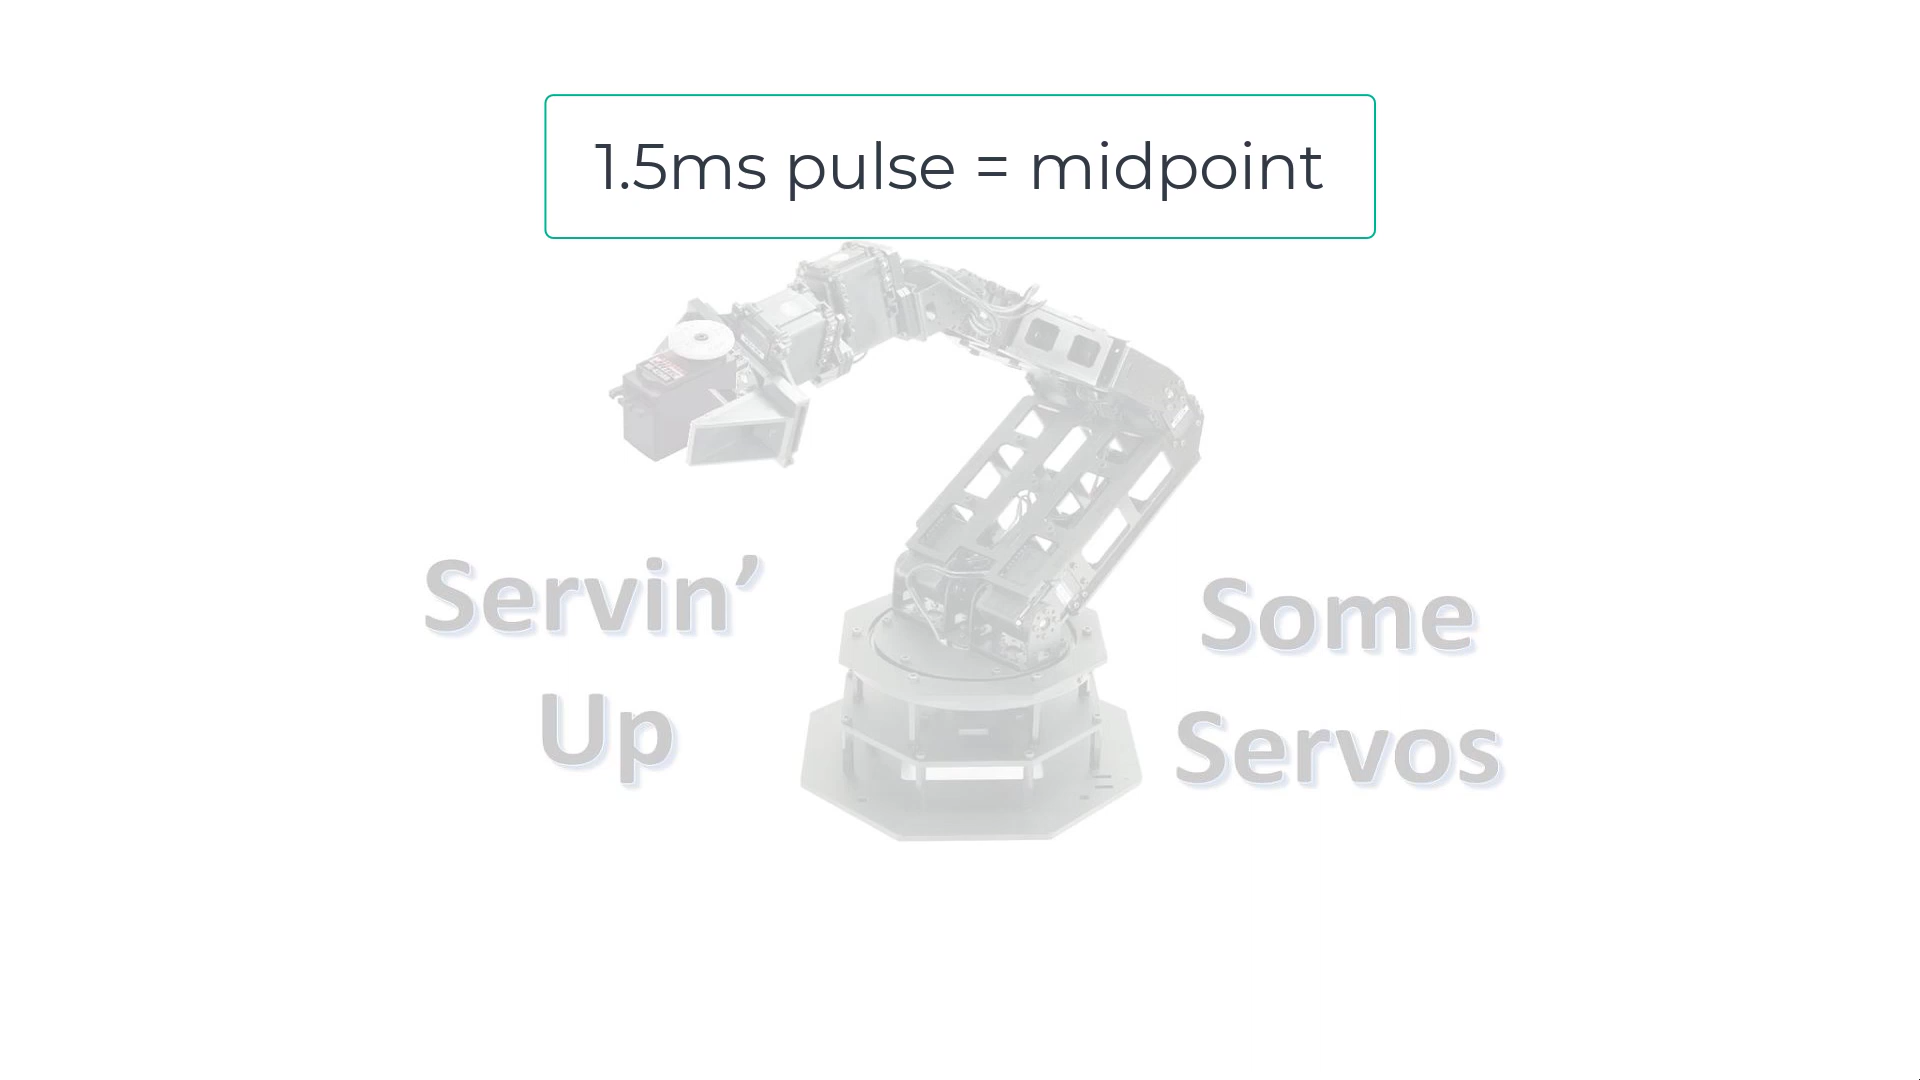 1.5ms pulse = midpoint
Servin’
Up
Some
Servos